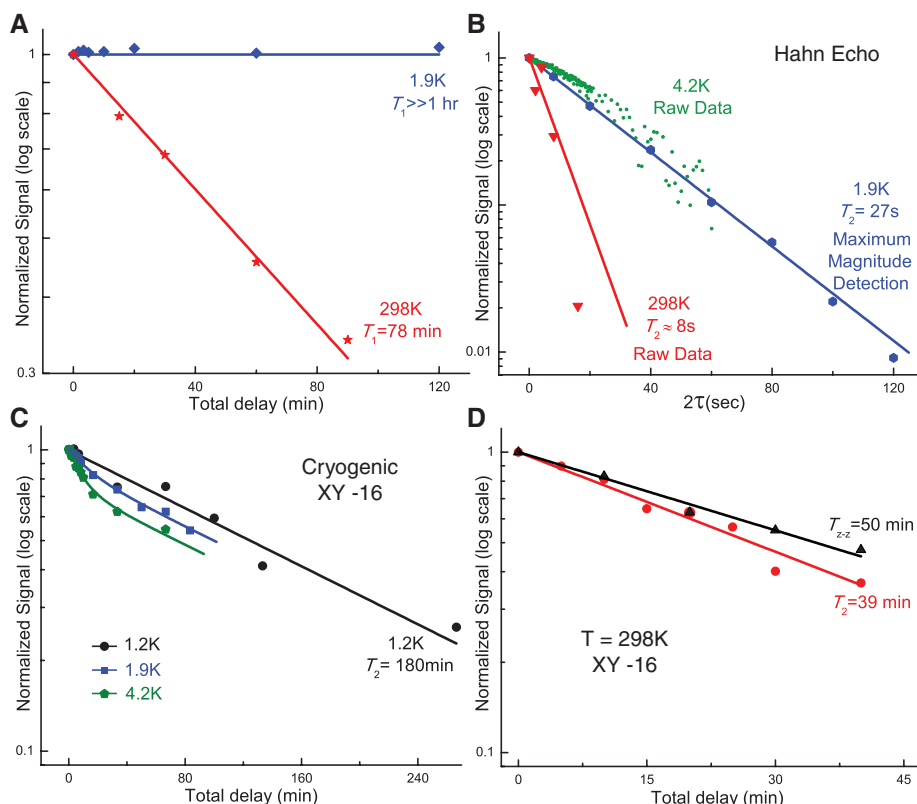 A
Normalized Signal (log scale)
1
0.3
1.9K
T1>>1 hr
298K
T1=78 min
0
40
80
120
Total delay (min)
B
Hahn Echo
Normalized Signal (log scale)
1
0.1
0.01
4.2K
Raw Data
1.9K
T2= 27s
Maximum
Magnitude
Detection
298K
T2≈ 8s
Raw Data
0
40
80
120
2τ(sec)
C
Normalized Signal (log scale)
1
0.1
Cryogenic
XY -16
1.2K
1.9K
4.2K
1.2K
T2= 180min
0
80
160
240
Total delay (min)
D
Normalized Signal (log scale)
1
0.1
Tz-z=50 min
T2=39 min
T = 298K
XY -16
0
15
30
45
Total delay (min)